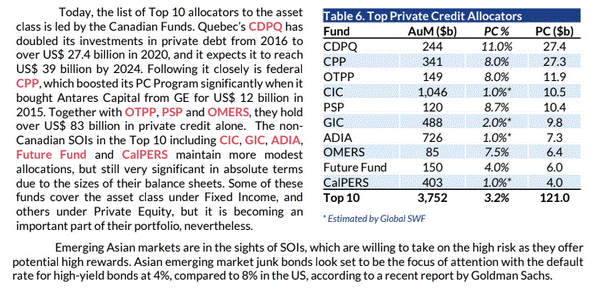 Today, the list of Top 10 allocators to the asset
class is led by the Canadian Funds. Quebec's CDPQ has
doubled its investments in private debt from 2016 to
over US$ 27.4 billion in 2020, and it expects it to reach
US$ 39 billion by 2024. Following it closely is federal
CPP, which boosted its PC Program significantly when it
bought Antares Capital from GE for US$ 12 billion in
2015. Together with OTPP, PSP and OMERS, they hold
over US$ 83 billion in private credit alone. The non-
Canadian SOIs in the Top 10 including CIC, GIC, ADIA,
Future Fund and CalPERS maintain more modest
allocations, but still very significant in absolute terms
due to the sizes of their balance sheets. Some of these
funds cover the asset class under Fixed Income, and
others under Private Equity, but it is becoming an
important part of their portfolio, nevertheless.
Table 6. Top Private Credit Allocators
Fund AuM ($b) PC % PC ($b)
CDPQ 244 11.0% 27.4
CPP 341 8.0% 27.3
OTPP 149 8.0% 11.9
CIC 1,046 1.0%* 10.5
PSP 120 8.7% 10.4
GIC 488 2.0%* 9.8
ADIA 726 1.0%* 7.3
OMERS 85 7.5% 6.4
Future Fund 150 4.0% 6.0
CalPERS 403 1.0%* 4.0
Top 10 3,752 3.2% 121.0
* Estimated by Global SWF
Emerging Asian markets are in the sights of SOIs, which are willing to take on the high risk as they offer
potential high rewards. Asian emerging market junk bonds look set to be the focus of attention with the default
rate for high-yield bonds at 4%, compared to 8% in the US, according to a recent report by Goldman Sachs.